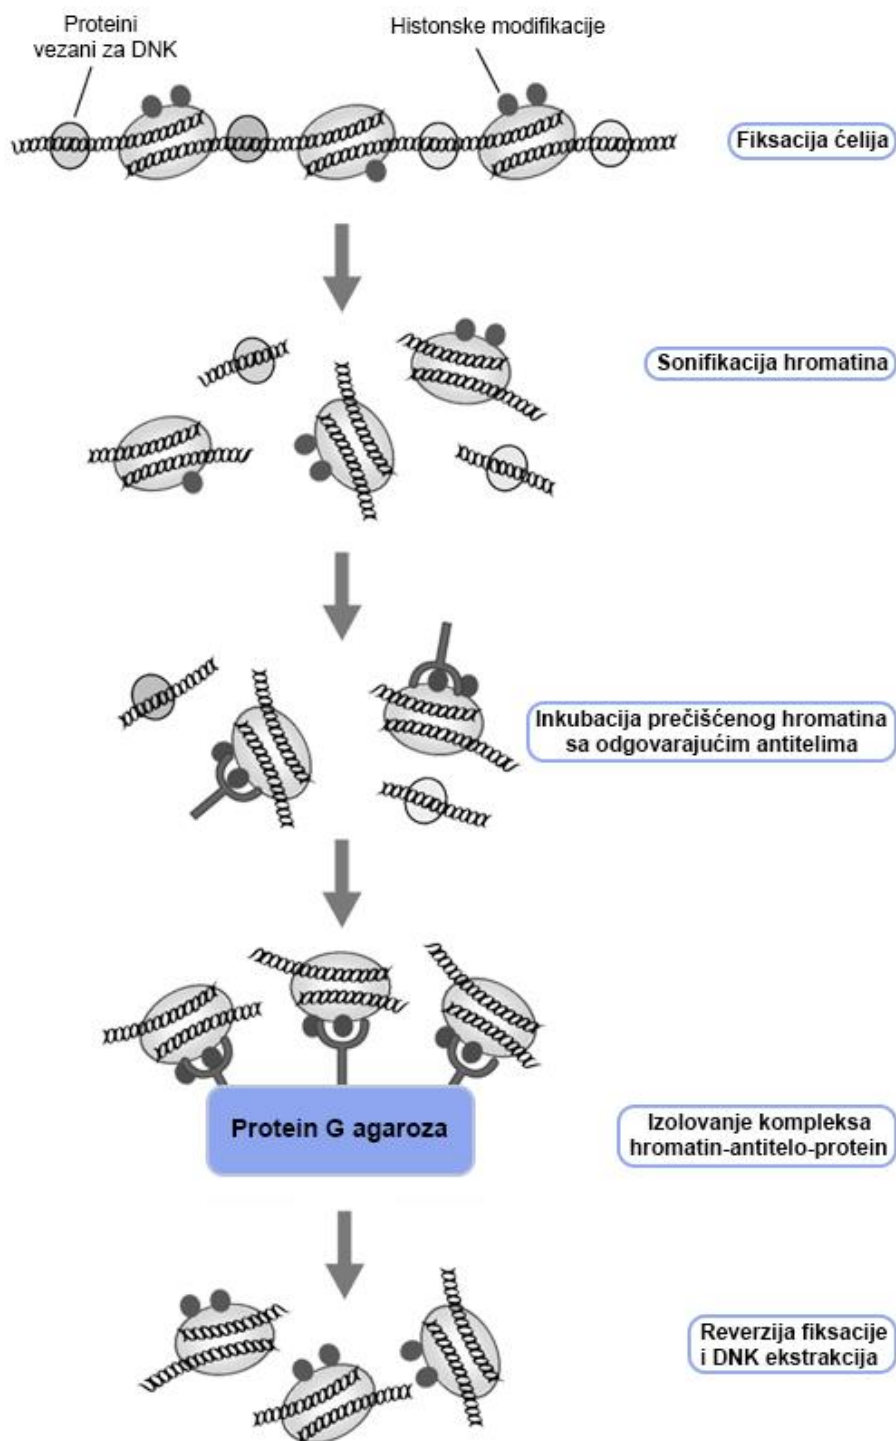 Proteini
vezani za DNK
Histonske modifikacije
Fiksacija ćelija
Sonifikacija hromatina
Inkubacija prečišćenog hromatina
sa odgovarajućim antitelima
Protein G agaroza
Izolovanje kompleksa
hromatin-antitelo-protein
Reverzija fiksacije
i DNK ekstrakcija